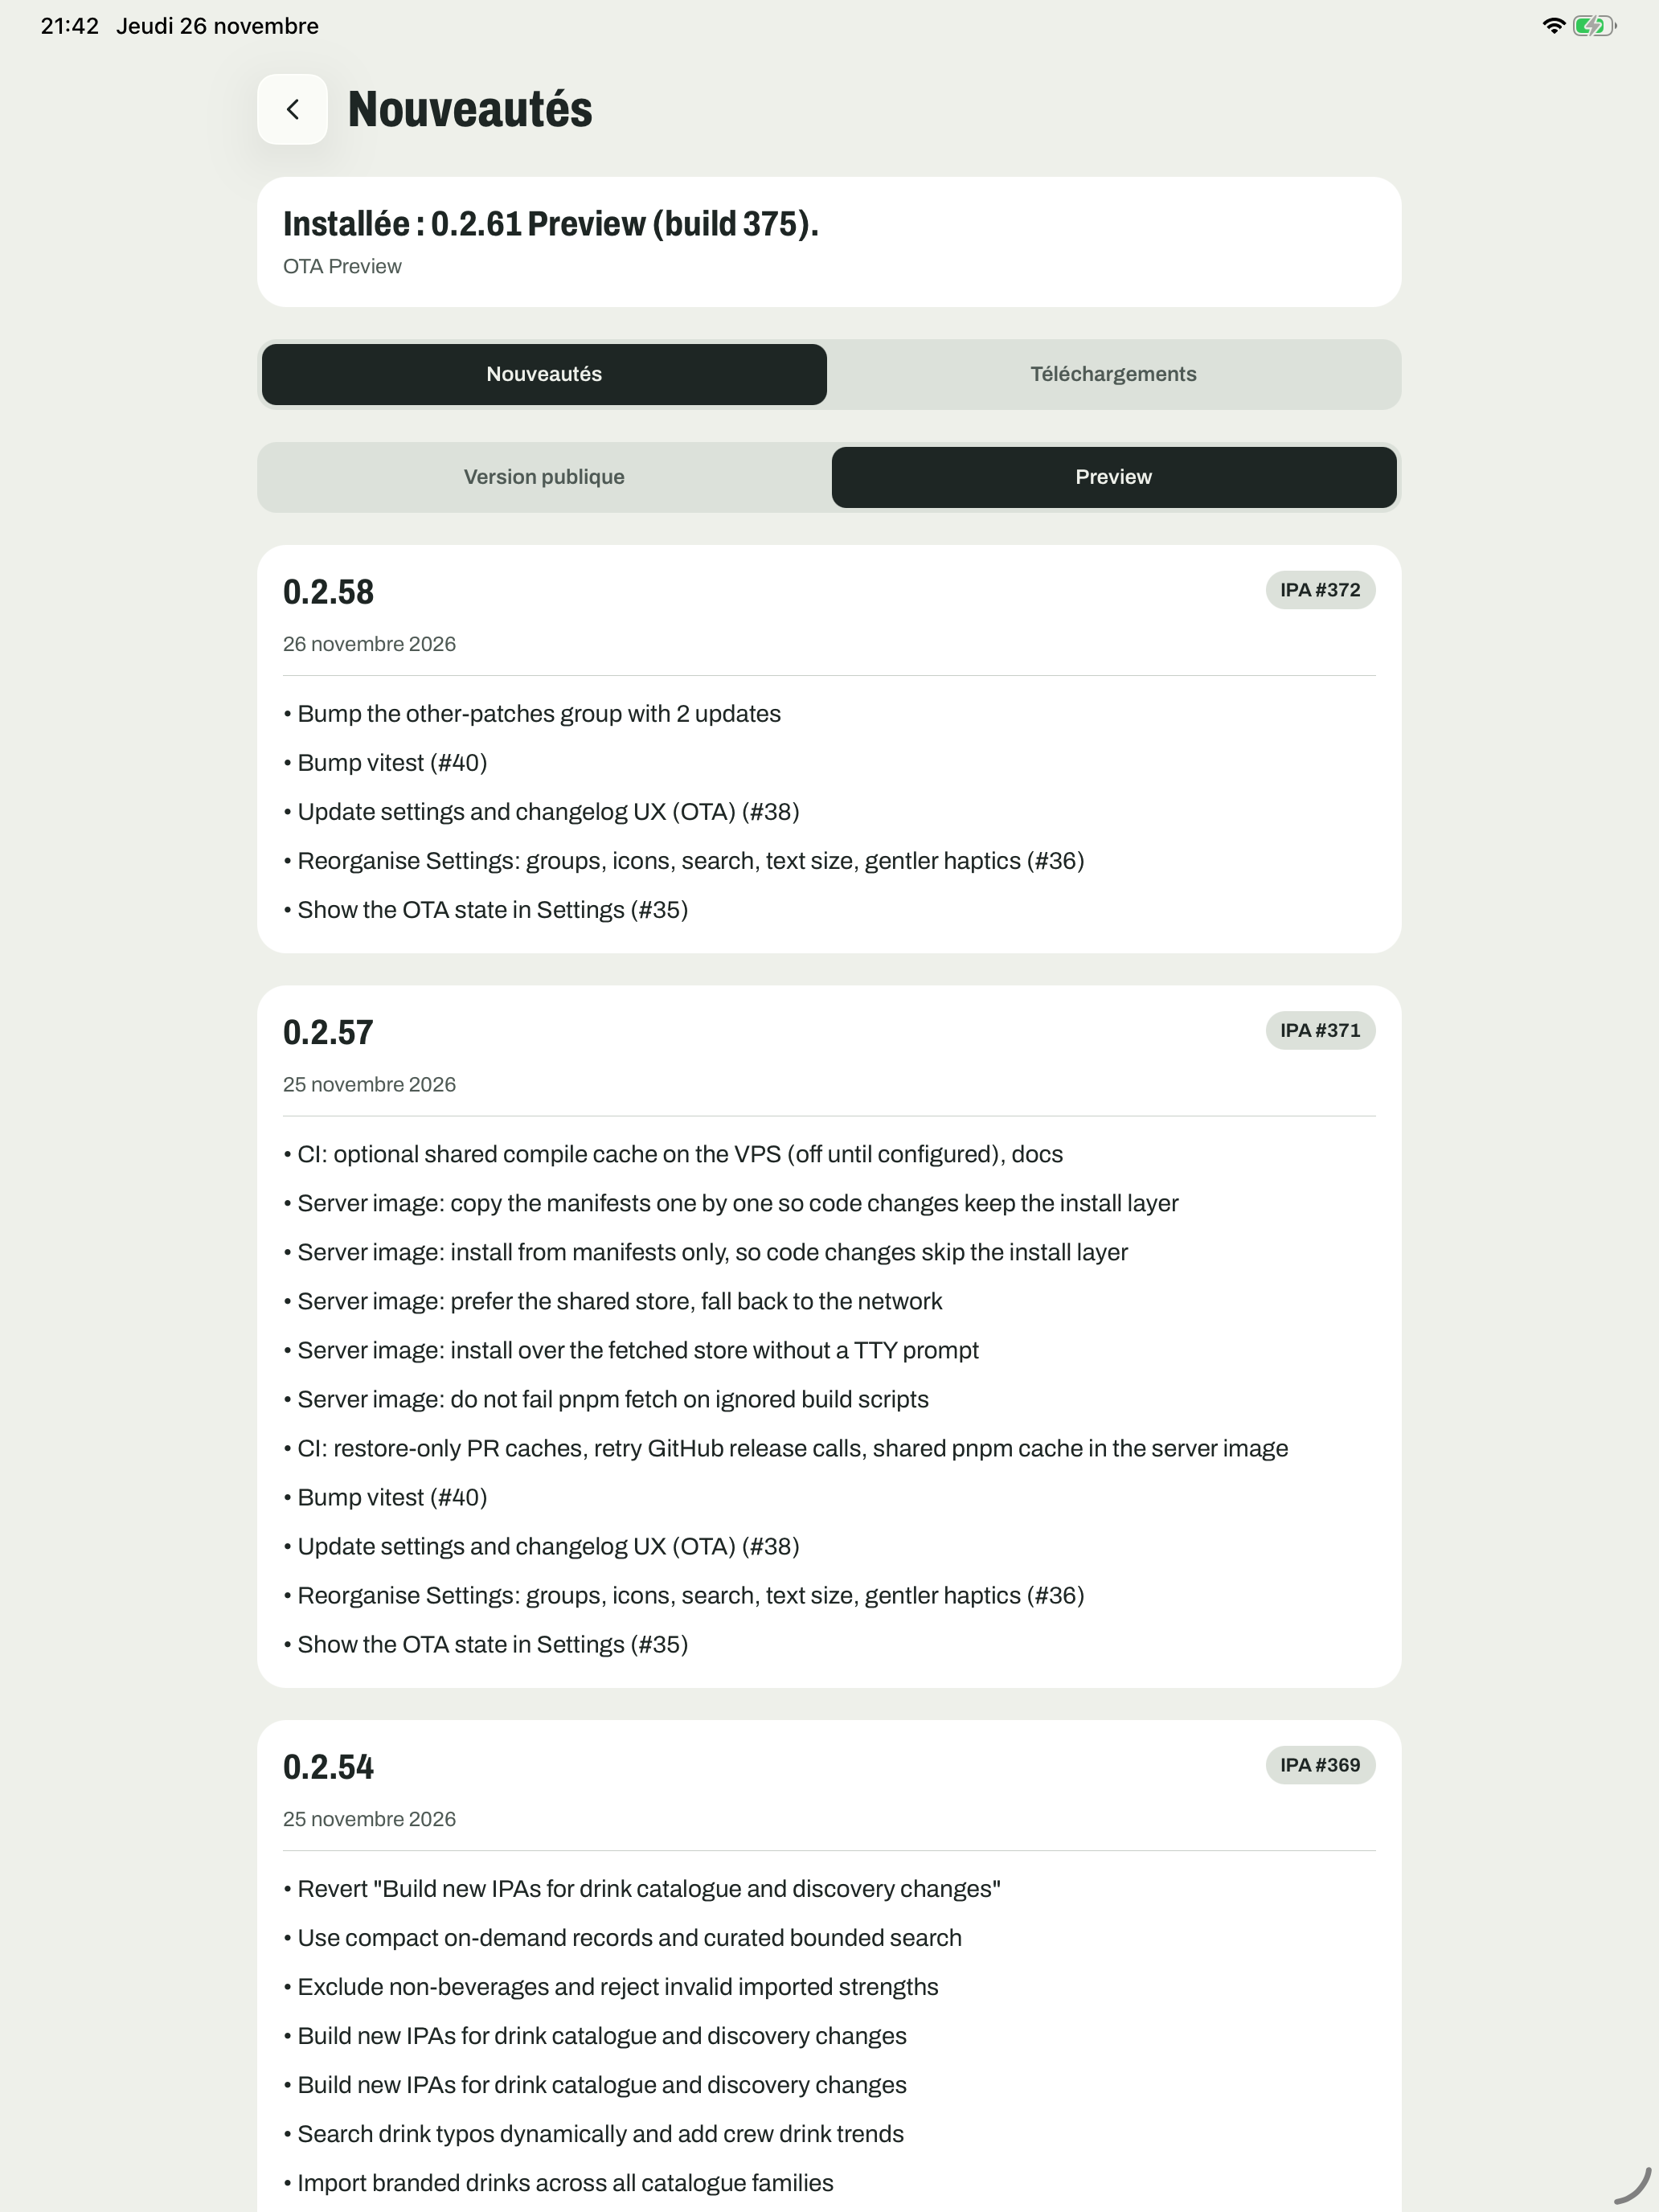 21:42 Jeudi 26 novembre
Nouveautés
Installée : 0.2.61 Preview (build 375).
OTA Preview
Nouveautés
Téléchargements
Version publique
Preview
0.2.58
IPA #372
26 novembre 2026
• Bump the other-patches group with 2 updates
• Bump vitest (#40)
• Update settings and changelog UX (OTA) (#38)
• Reorganise Settings: groups, icons, search, text size, gentler haptics (#36)
• Show the OTA state in Settings (#35)
0.2.57
IPA #371
25 novembre 2026
• CI: optional shared compile cache on the VPS (off until configured), docs
• Server image: copy the manifests one by one so code changes keep the install layer
• Server image: install from manifests only, so code changes skip the install layer
• Server image: prefer the shared store, fall back to the network
• Server image: install over the fetched store without a TTY prompt
• Server image: do not fail pnpm fetch on ignored build scripts
• CI: restore-only PR caches, retry GitHub release calls, shared pnpm cache in the server image
• Bump vitest (#40)
• Update settings and changelog UX (OTA) (#38)
• Reorganise Settings: groups, icons, search, text size, gentler haptics (#36)
• Show the OTA state in Settings (#35)
0.2.54
IPA #369
25 novembre 2026
• Revert "Build new IPAs for drink catalogue and discovery changes"
• Use compact on-demand records and curated bounded search
• Exclude non-beverages and reject invalid imported strengths
• Build new IPAs for drink catalogue and discovery changes
• Build new IPAs for drink catalogue and discovery changes
• Search drink typos dynamically and add crew drink trends
• Import branded drinks across all catalogue families